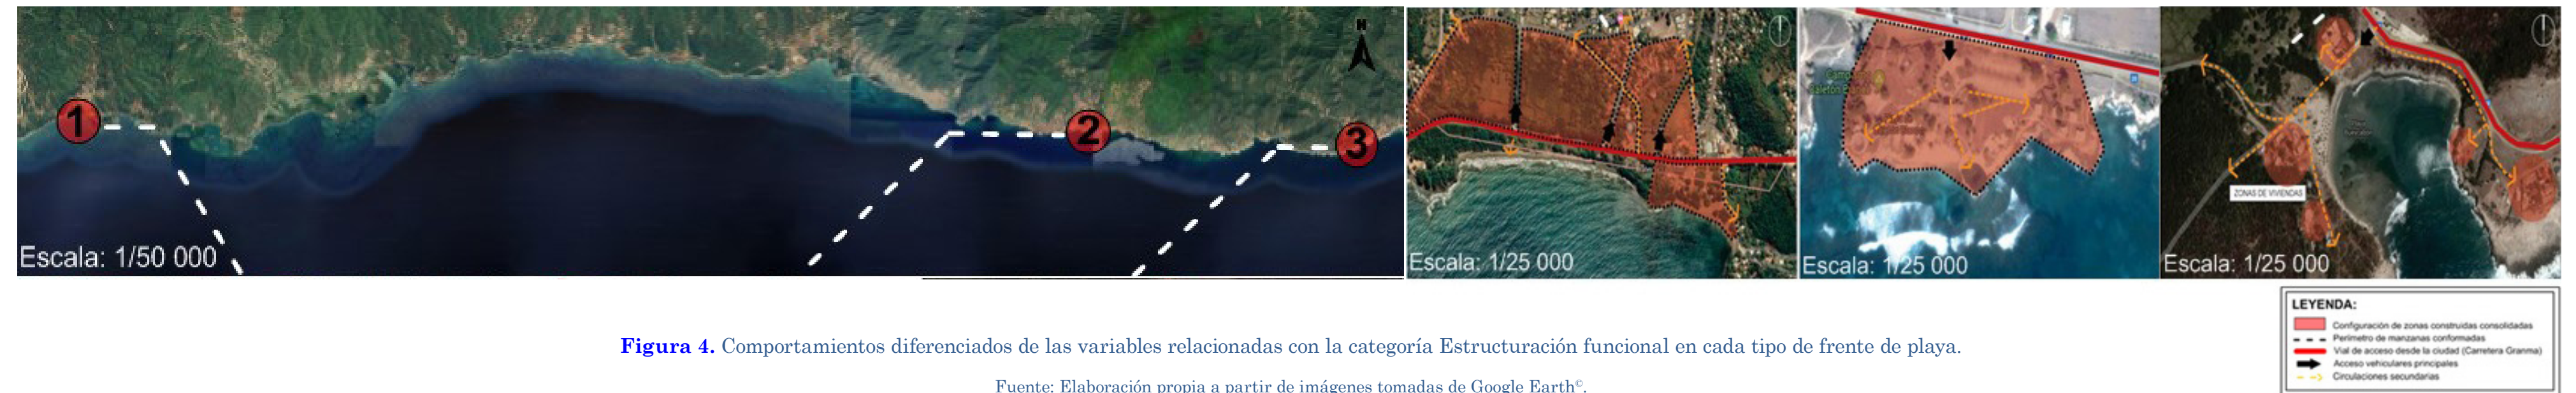 1
2
3
N
Escala: 1/50 000
Escala: 1/25 000
Escala: 1/25 000
ZONAS DE VIVIENDAS
Escala: 1/25 000
LEYENDA:
Configuración de zonas construidas consolidadas
Perímetro de manzanas conformadas
Vial de acceso desde la ciudad (Carretera Granma)
Acceso vehiculares principales
Circulaciones secundarias
Figura 4. Comportamientos diferenciados de las variables relacionadas con la categoría Estructuración funcional en cada tipo de frente de playa.
Fuente: Elaboración propia a partir de imágenes tomadas de Google Earth©.